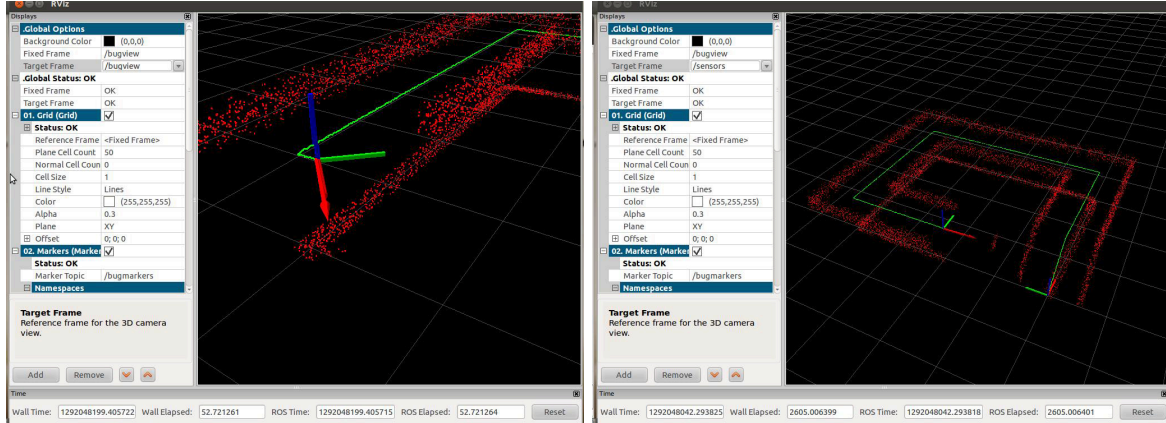 RViz
Displays
.Global Options
Background Color (0,0,0)
Fixed Frame /bugview
Target Frame /bugview
.Global Status: OK
Fixed Frame OK
Target Frame OK
01. Grid (Grid)
Status: OK
Reference Frame <Fixed Frame>
Plane Cell Count 50
Normal Cell Coun 0
Cell Size 1
Line Style Lines
Color (255,255,255)
Alpha 0.3
Plane XY
Offset 0; 0; 0
02. Markers (Marker
Status: OK
Marker Topic /bugmarkers
Namespaces
Target Frame
Reference frame for the 3D camera
view.
Add Remove
Time
Wall Time: 1292048199.405722 Wall Elapsed: 52.721261 ROS Time: 1292048199.405715 ROS Elapsed: 52.721264 Reset
RViz
Displays
.Global Options
Background Color (0,0,0)
Fixed Frame /bugview
Target Frame /sensors
.Global Status: OK
Fixed Frame OK
Target Frame OK
01. Grid (Grid)
Status: OK
Reference Frame <Fixed Frame>
Plane Cell Count 50
Normal Cell Coun 0
Cell Size 1
Line Style Lines
Color (255,255,255)
Alpha 0.3
Plane XY
Offset 0; 0; 0
02. Markers (Marker
Status: OK
Marker Topic /bugmarkers
Namespaces
Target Frame
Reference frame for the 3D camera
view.
Add Remove
Time
Wall Time: 1292048042.293825 Wall Elapsed: 2605.006399 ROS Time: 1292048042.293818 ROS Elapsed: 2605.006401 Reset